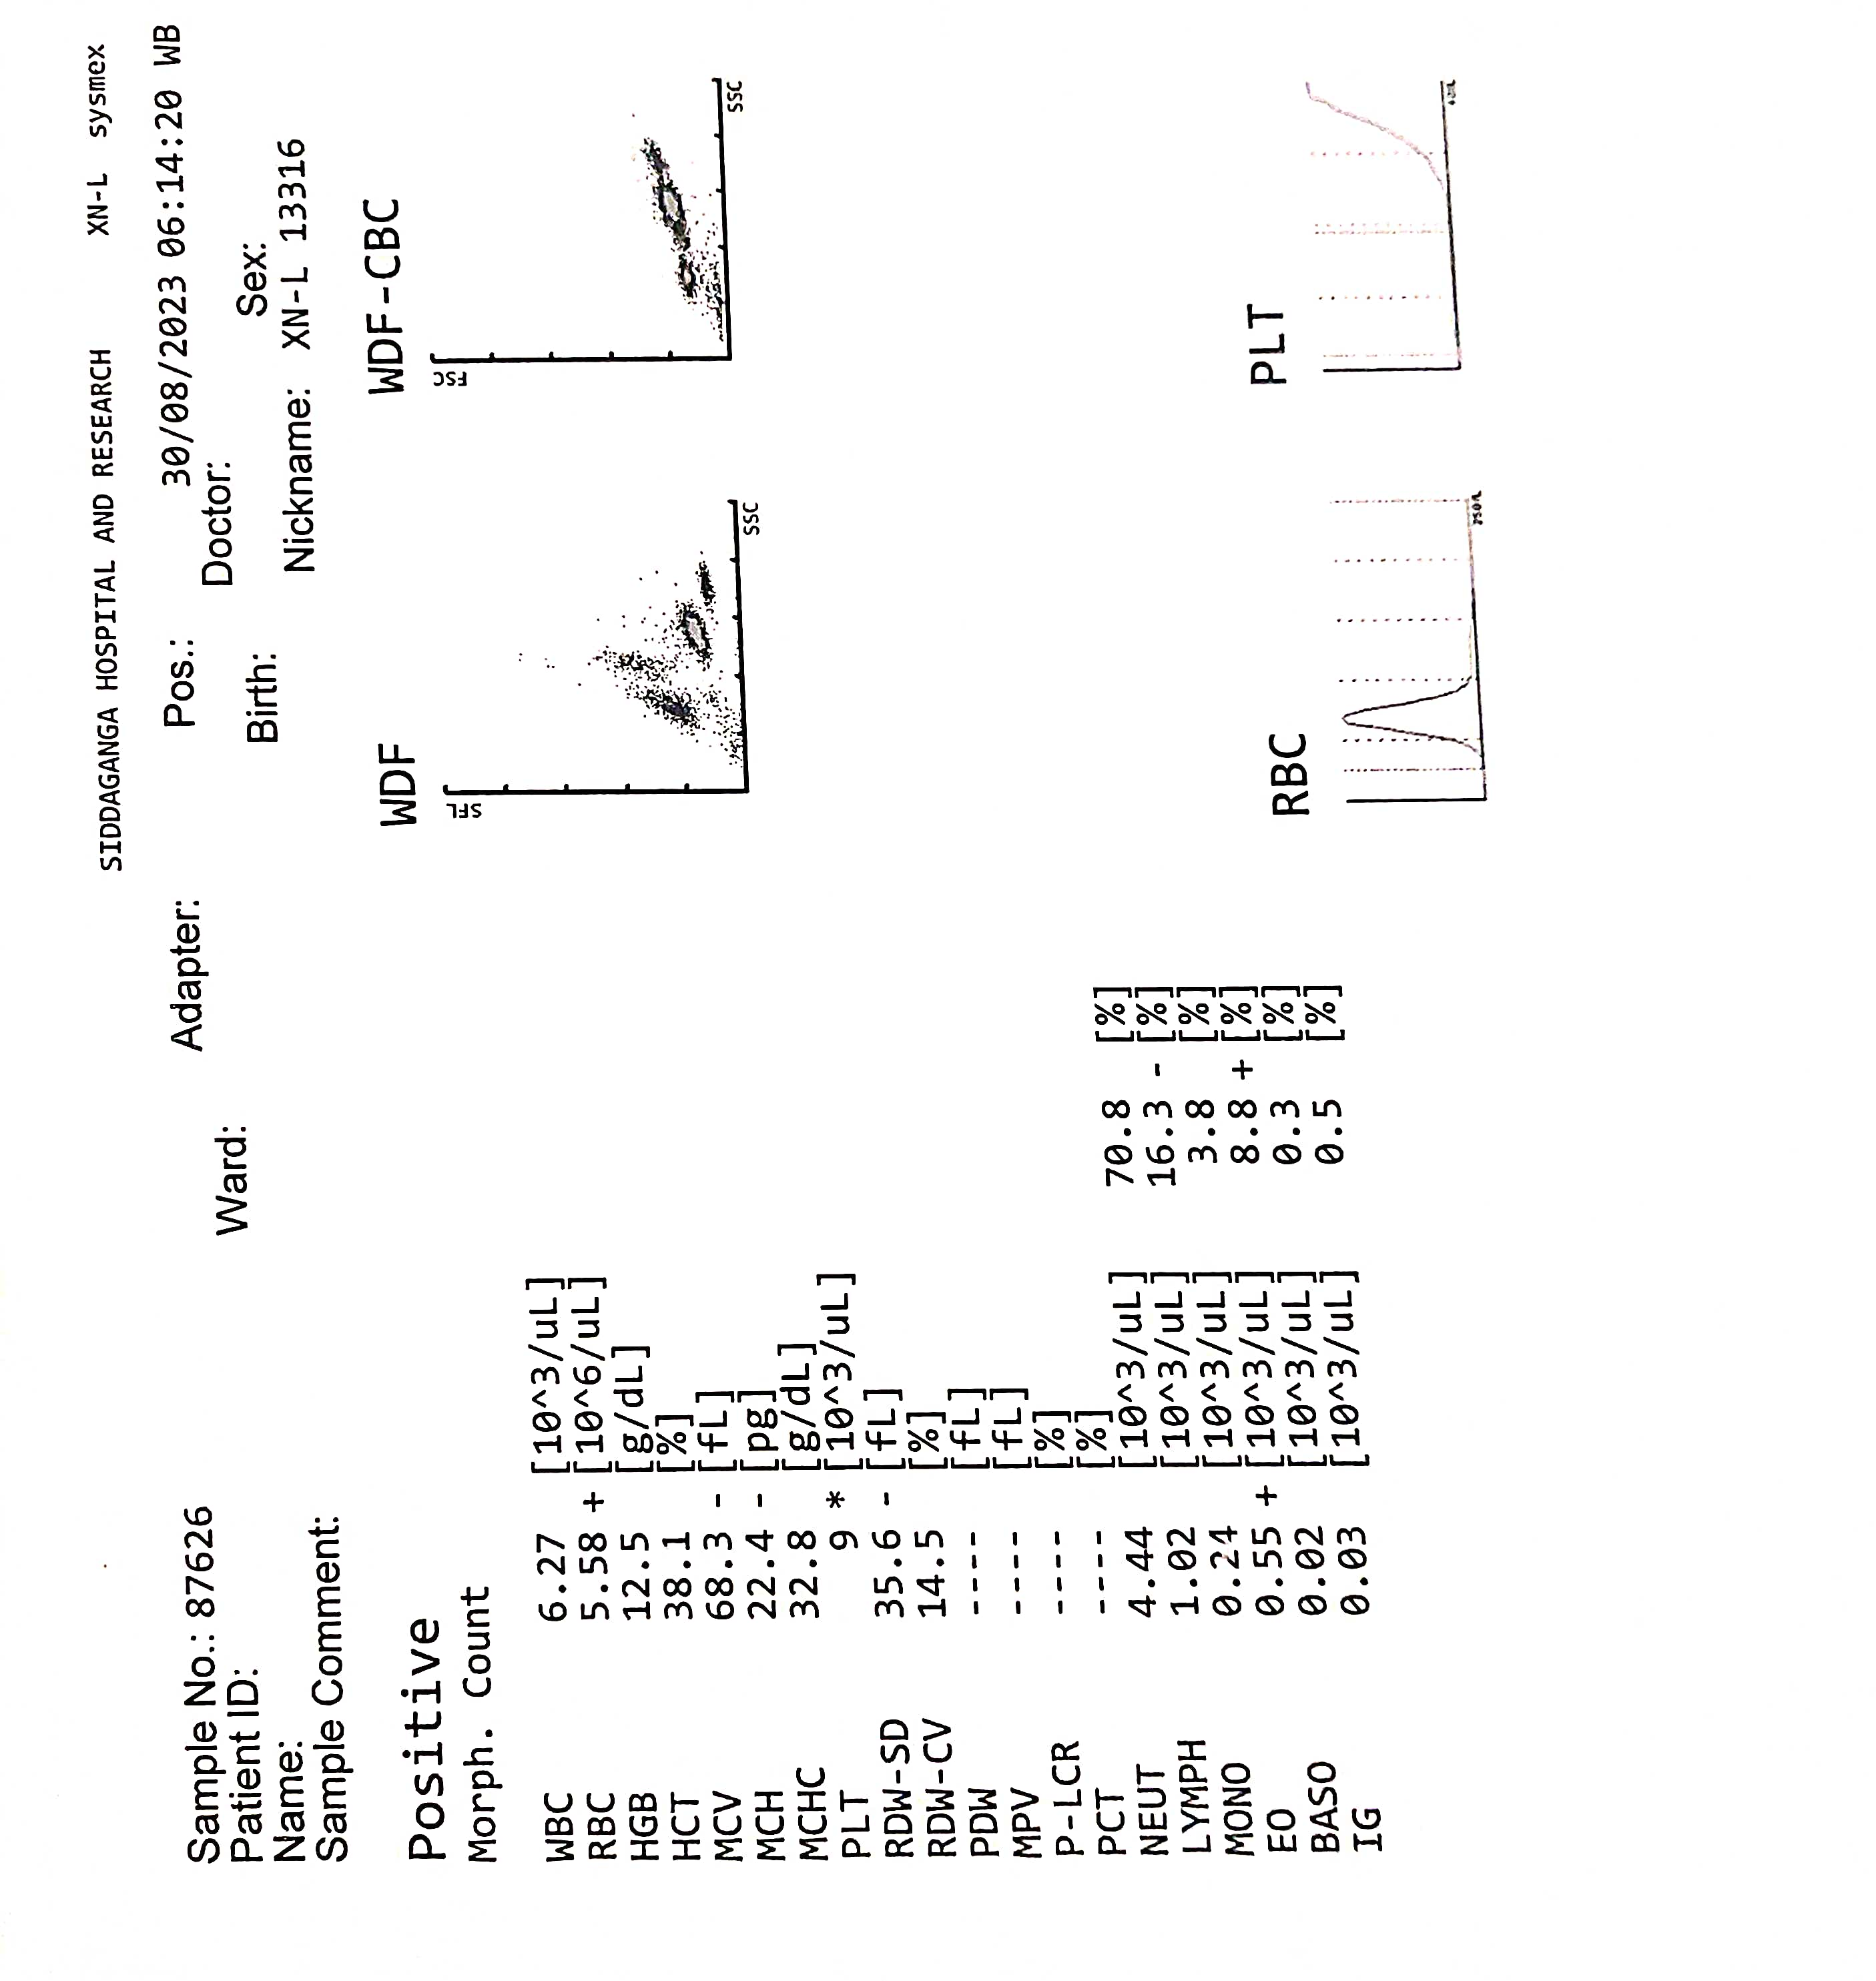 SIDDAGANGA HOSPITAL AND RESEARCH XN-L sysmex
Sample No.: 87626 Adapter: Pos.: 30/08/2023 06:14:20 WB
Patient ID: Ward: Doctor:
Name: Birth: Sex:
Sample Comment: Nickname: XN-L 13316
Positive
Morph. Count
WDF WDF-CBC
SFL FSC
WBC 6.27 [10^3/uL]
RBC 5.58 + [10^6/uL]
HGB 12.5 [g/dL]
HCT 38.1 [%]
MCV 68.3 - [fL]
MCH 22.4 - [pg]
MCHC 32.8 [g/dL]
PLT 9 * [10^3/uL]
RDW-SD 35.6 - [fL]
RDW-CV 14.5 [%]
PDW ---- [fL]
MPV ---- [fL]
P-LCR ---- [%]
PCT ---- [%]
NEUT 4.44 [10^3/uL] 70.8 [%]
LYMPH 1.02 [10^3/uL] 16.3 - [%]
MONO 0.24 [10^3/uL] 3.8 [%]
EO 0.55 + [10^3/uL] 8.8 + [%]
BASO 0.02 [10^3/uL] 0.3 [%]
IG 0.03 [10^3/uL] 0.5 [%]
SSC SSC
RBC PLT
250fL